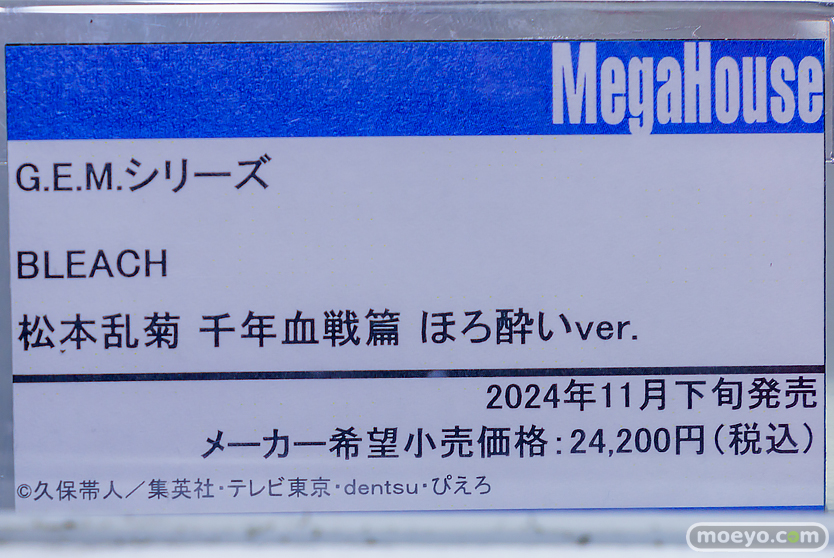 MegaHouse
G.E.M.シリーズ
BLEACH
松本乱菊 千年血戦篇 ほろ酔いver.
2024年11月下旬発売
メーカー希望小売価格：24,200円（税込）
©久保帯人／集英社・テレビ東京・dentsu・ぴえろ
moeyo.com